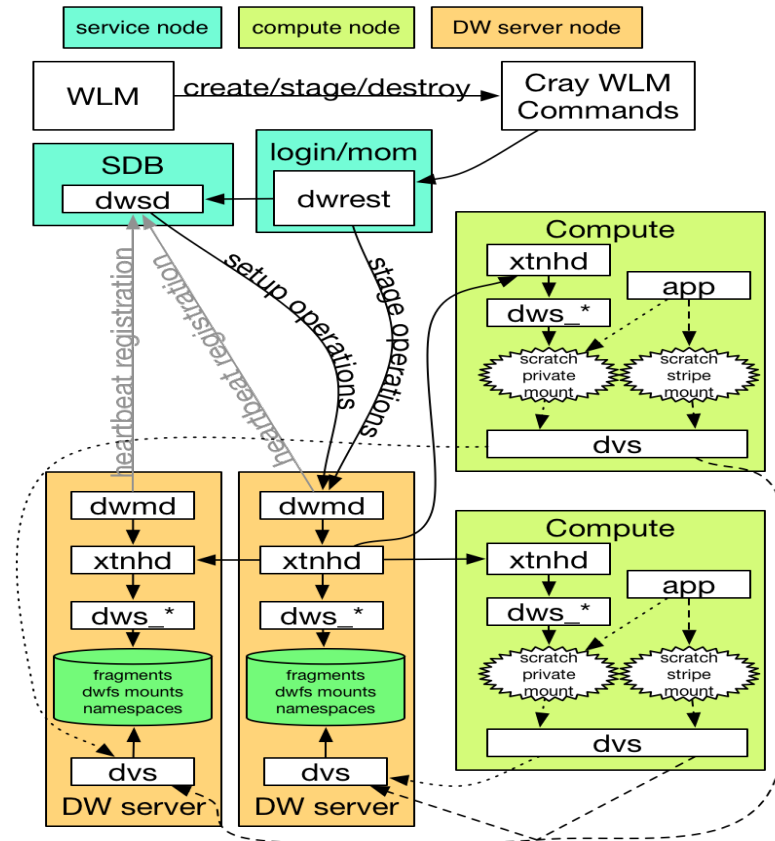 service node
compute node
DW server node
WLM
create/stage/destroy
Cray WLM
Commands
SDB
dwsd
login/mom
dwrest
heartbeat registration
heartbeat registration
setup operations
stage operations
Compute
xtnhd
app
dws_*
scratch
private
mount
scratch
stripe
mount
dvs
dwmd
xtnhd
dws_*
fragments
dwfs mounts
namespaces
dvs
DW server
dwmd
xtnhd
dws_*
fragments
dwfs mounts
namespaces
dvs
DW server
Compute
xtnhd
app
dws_*
scratch
private
mount
scratch
stripe
mount
dvs